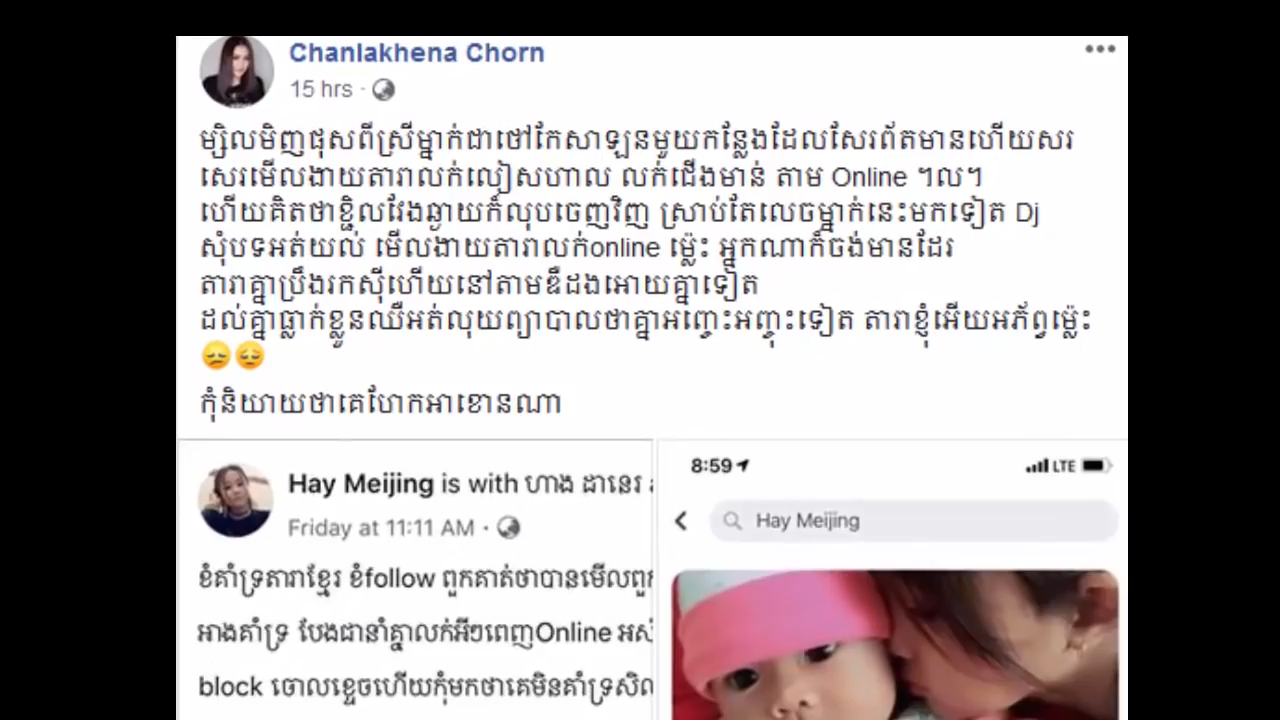 Chanlakhena Chorn
15 hrs ·
ម្សិលមិញផុសពីស្រីម្នាក់ជាថៅកែសាឡនមួយកន្លែងដែលសែរព័តមានហើយសរ
សេរមើលងាយតារាលក់លៀសហាល លក់ជើងមាន់ តាម Online ។ល។
ហើយគិតថាខ្ជិលវែងឆ្ងាយក៏លុបចេញវិញ ស្រាប់តែលេចម្នាក់នេះមកទៀត Dj
សុំបទអត់យល់ មើលងាយតារាលក់online ម្ល៉េះ អ្នកណាក៏ចង់មានដែរ
តារាគ្នាប្រឹងរកស៊ីហើយនៅតាមឌឺដងអោយគ្នាទៀត
ដល់គ្នាធ្លាក់ខ្លួនឈឺអត់លុយព្យាបាលថាគ្នាអញ្ចេះអញ្ចុះទៀត តារាខ្ញុំអើយអភ័ព្វម្ល៉េះ
😞😔
កុំនិយាយថាគេហែកអាខោនណា
Hay Meijing is with ហាង ដានេរ
Friday at 11:11 AM ·
ខំគាំទ្រតារាខ្មែរ ខំfollow ពួកគាត់ថាបានមើលពួក
អាងគាំទ្រ បែងជានាំគ្នាលក់អីៗពេញOnline អស់
block ចោលខ្ទេចហើយកុំមកថាគេមិនគាំទ្រសិល
8:59
LTE
Hay Meijing